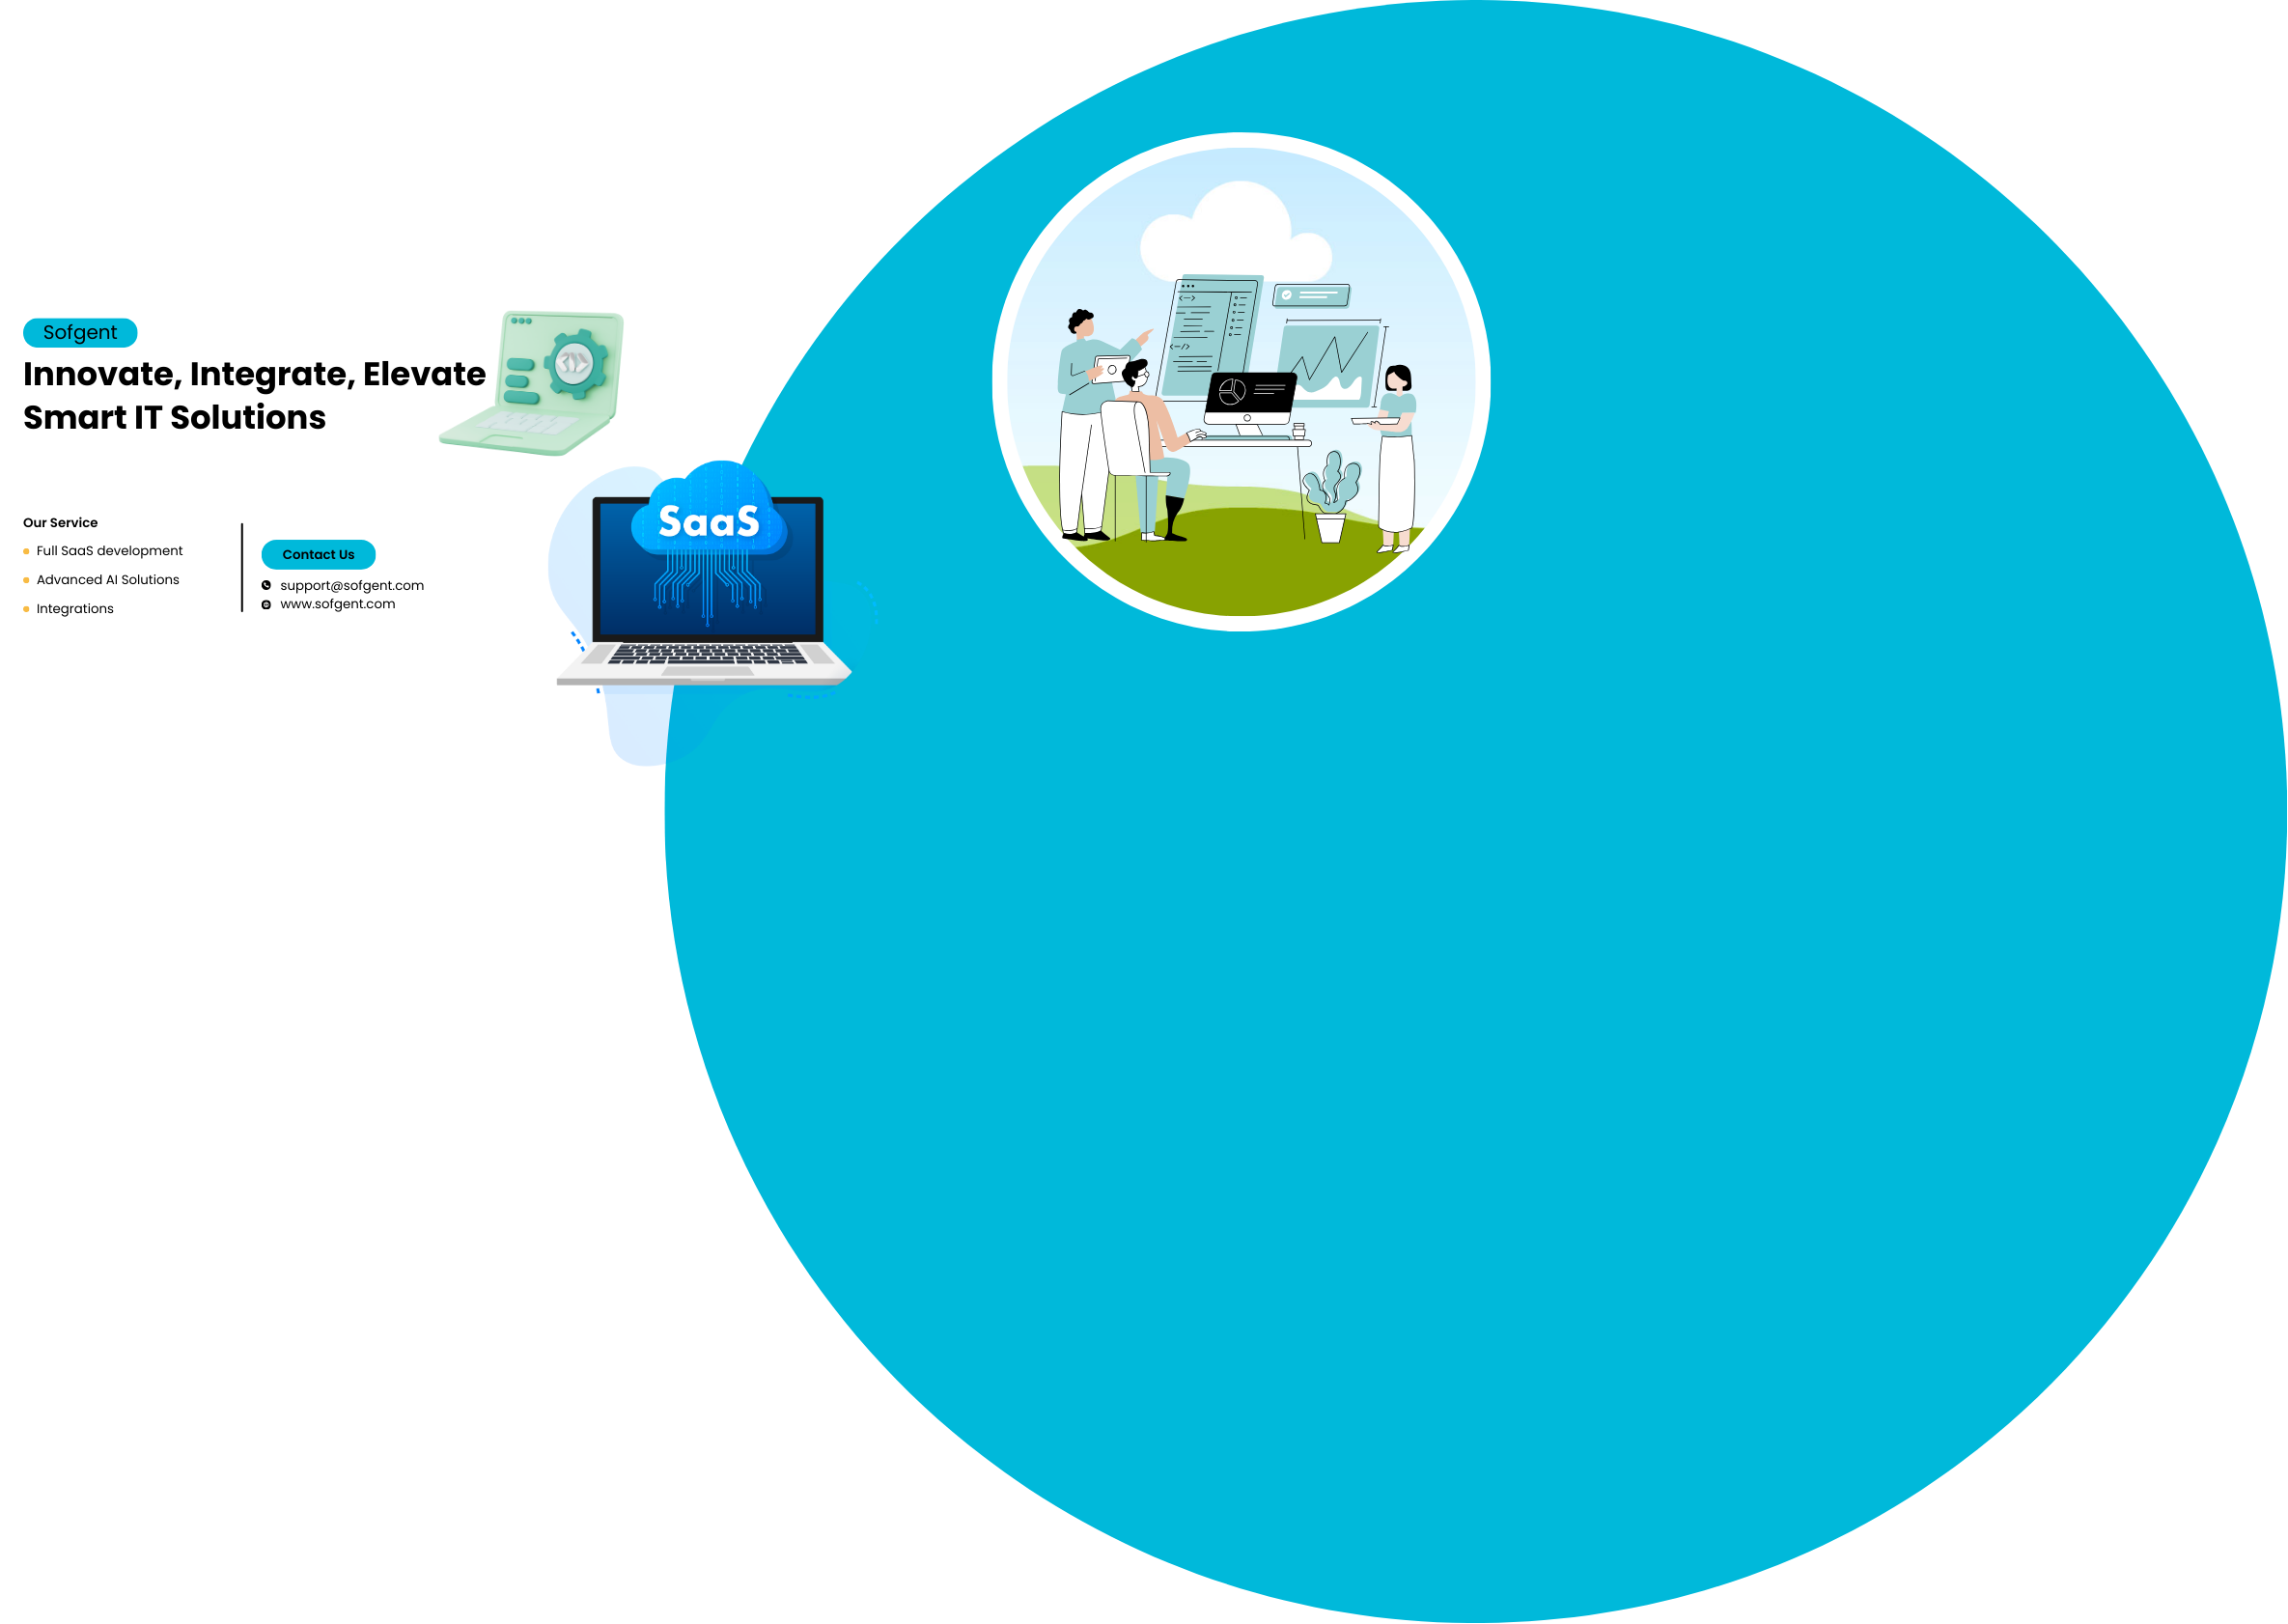 Sofgent
Innovate, Integrate, Elevate
Smart IT Solutions
Our Service
Full SaaS development
Advanced AI Solutions
Integrations
Contact Us
support@sofgent.com
www.sofgent.com
SaaS